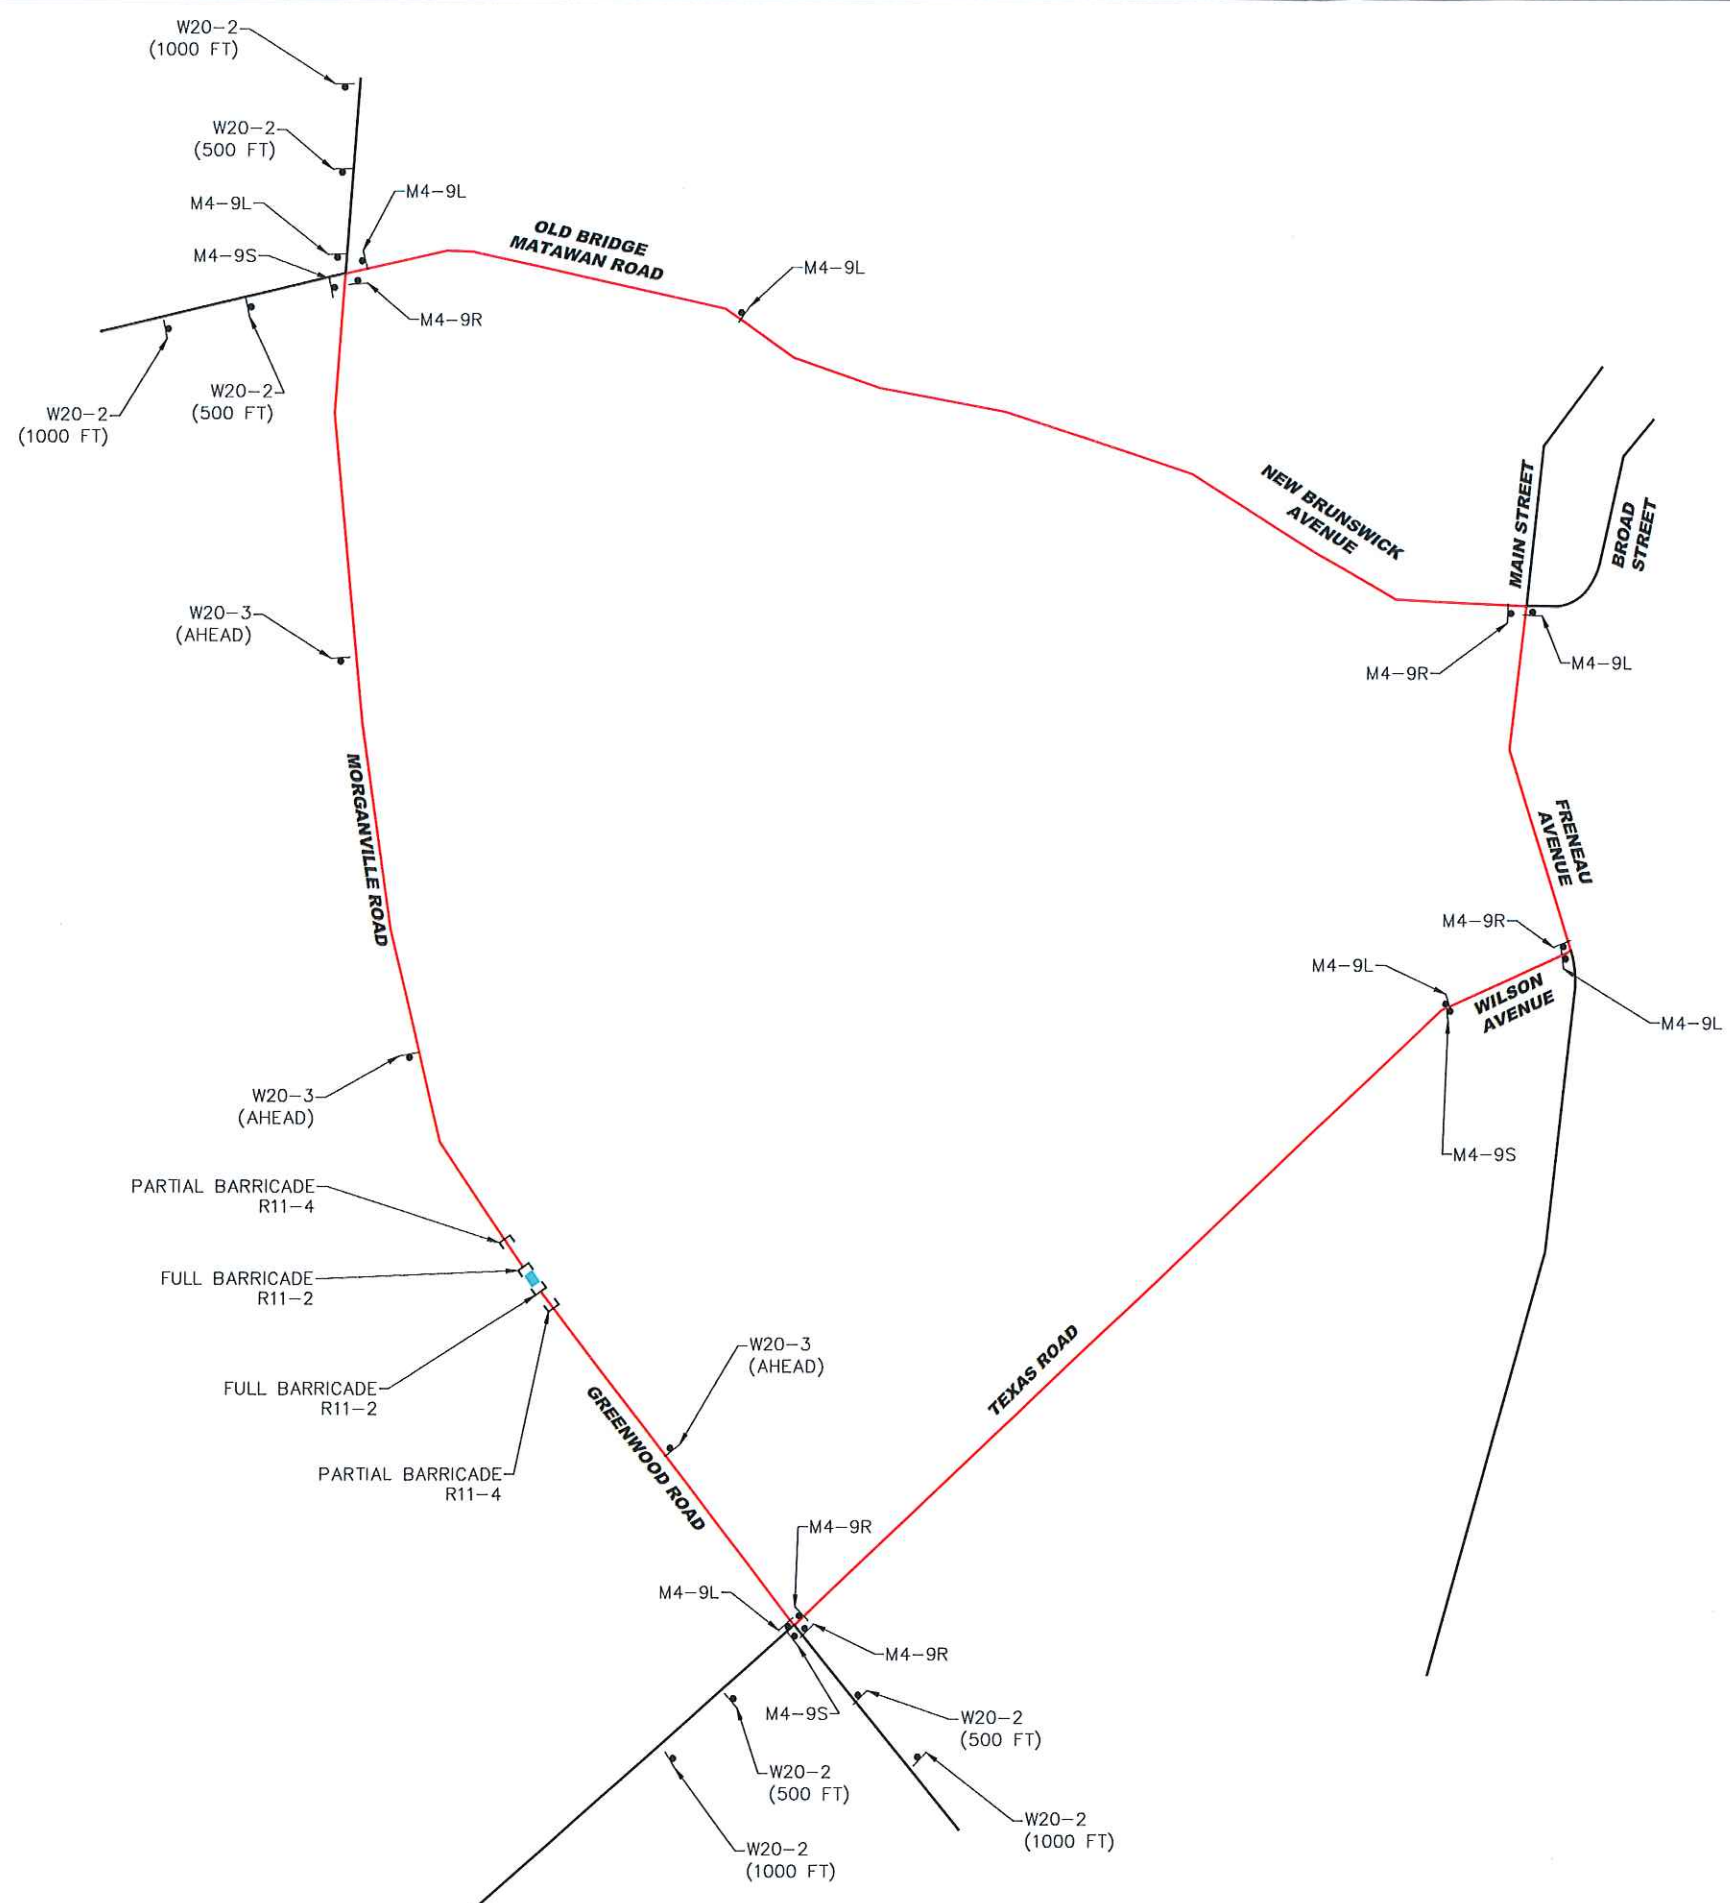 W20-2
(1000 FT)
W20-2
(500 FT)
M4-9L
M4-9L
M4-9S
OLD BRIDGE
MATAWAN ROAD
M4-9L
M4-9R
W20-2
(500 FT)
W20-2
(1000 FT)
NEW BRUNSWICK
AVENUE
MAIN STREET
BROAD
STREET
W20-3
(AHEAD)
M4-9R
M4-9L
MORGANVILLE ROAD
FRENEAU
AVENUE
M4-9R
M4-9L
WILSON
AVENUE
M4-9L
W20-3
(AHEAD)
M4-9S
PARTIAL BARRICADE
R11-4
FULL BARRICADE
R11-2
W20-3
(AHEAD)
FULL BARRICADE
R11-2
GREENWOOD ROAD
TEXAS ROAD
PARTIAL BARRICADE
R11-4
M4-9R
M4-9L
M4-9R
M4-9S
W20-2
(500 FT)
W20-2
(500 FT)
W20-2
(1000 FT)
W20-2
(1000 FT)